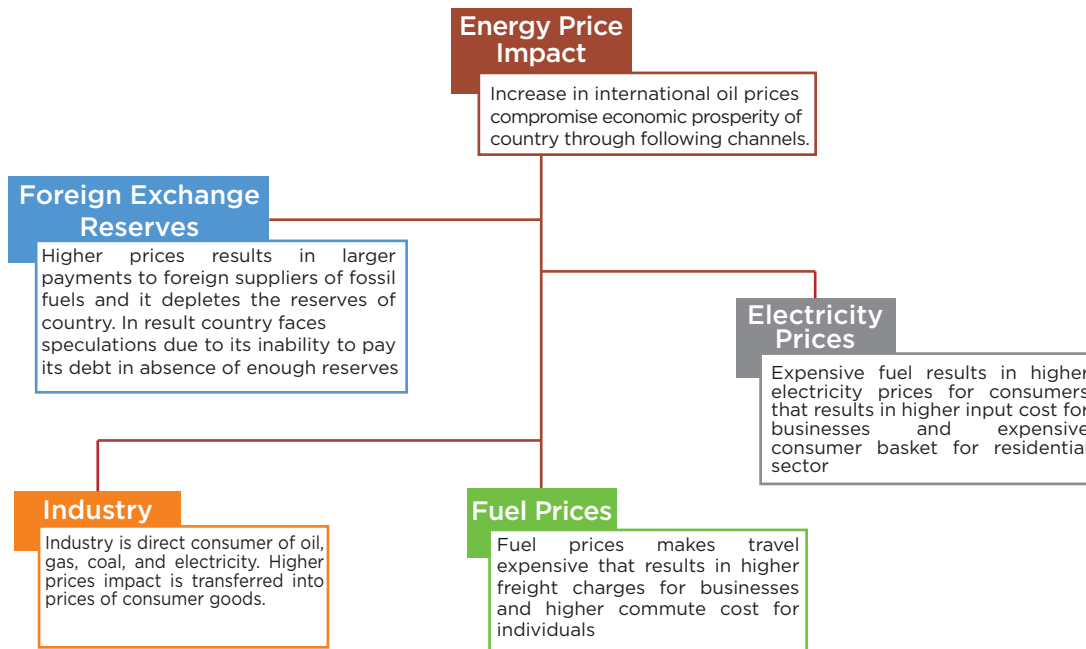 Energy Price
Impact
Increase in international oil prices
compromise economic prosperity of
country through following channels.
Foreign Exchange
Reserves
Higher prices results in larger
payments to foreign suppliers of fossil
fuels and it depletes the reserves of
country. In result country faces
speculations due to its inability to pay
its debt in absence of enough reserves
Electricity
Prices
Expensive fuel results in higher
electricity prices for consumers
that results in higher input cost for
businesses and expensive
consumer basket for residential
sector
Industry
Industry is direct consumer of oil,
gas, coal, and electricity. Higher
prices impact is transferred into
prices of consumer goods.
Fuel Prices
Fuel prices makes travel
expensive that results in higher
freight charges for businesses
and higher commute cost for
individuals